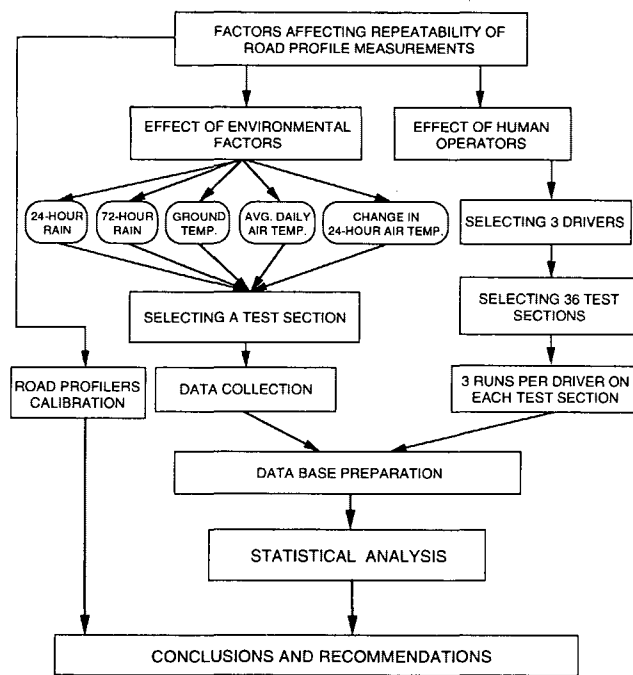 FACTORS AFFECTING REPEATABILITY OF
ROAD PROFILE MEASUREMENTS
EFFECT OF ENVIRONMENTAL
FACTORS
EFFECT OF HUMAN
OPERATORS
24-HOUR
RAIN
72-HOUR
RAIN
GROUND
TEMP.
AVG. DAILY
AIR TEMP.
CHANGE IN
24-HOUR AIR TEMP.
SELECTING 3 DRIVERS
SELECTING A TEST SECTION
SELECTING 36 TEST
SECTIONS
ROAD PROFILERS
CALIBRATION
DATA COLLECTION
3 RUNS PER DRIVER ON
EACH TEST SECTION
DATA BASE PREPARATION
STATISTICAL ANALYSIS
CONCLUSIONS AND RECOMMENDATIONS